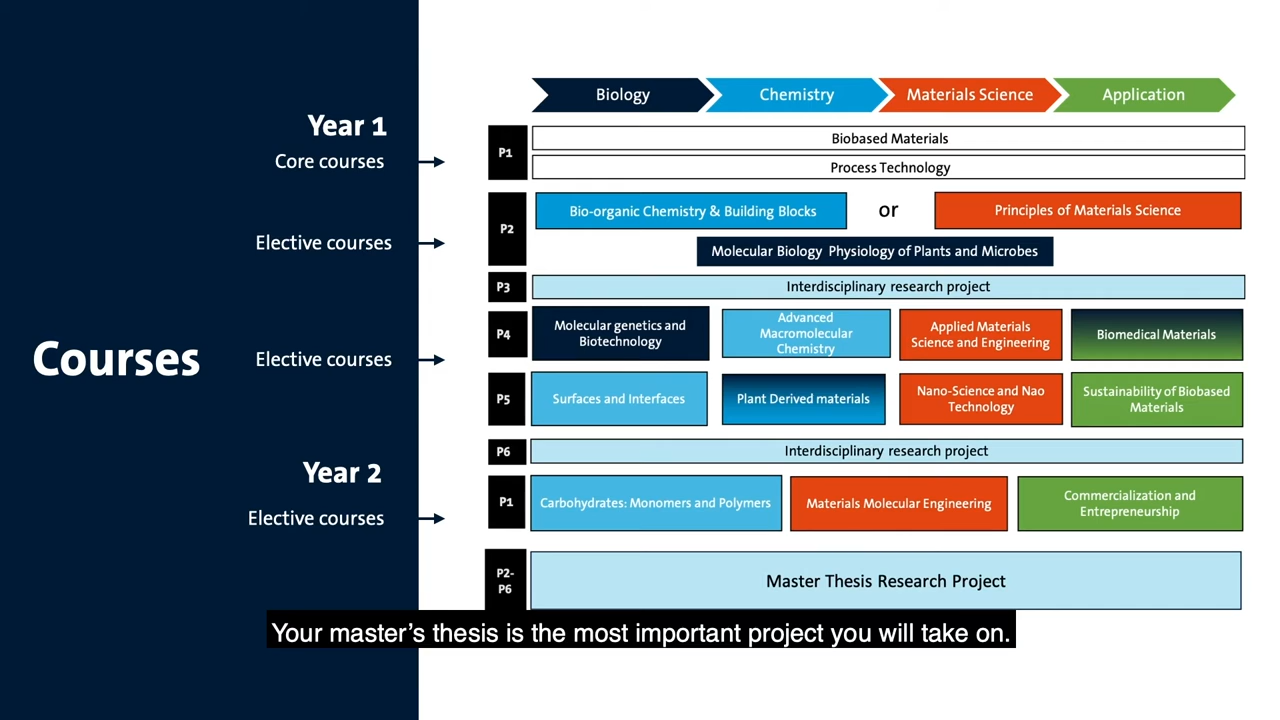 Biology
Chemistry
Materials Science
Application
Year 1
Core courses
P1
Biobased Materials
Process Technology
Elective courses
P2
Bio-organic Chemistry & Building Blocks
or
Principles of Materials Science
Molecular Biology Physiology of Plants and Microbes
P3
Interdisciplinary research project
Courses
Elective courses
P4
Molecular genetics and
Biotechnology
Advanced
Macromolecular
Chemistry
Applied Materials
Science and Engineering
Biomedical Materials
P5
Surfaces and Interfaces
Plant Derived materials
Nano-Science and Nao
Technology
Sustainability of Biobased
Materials
P6
Interdisciplinary research project
Year 2
Elective courses
P1
Carbohydrates: Monomers and Polymers
Materials Molecular Engineering
Commercialization and
Entrepreneurship
P2-
P6
Master Thesis Research Project
Your master's thesis is the most important project you will take on.